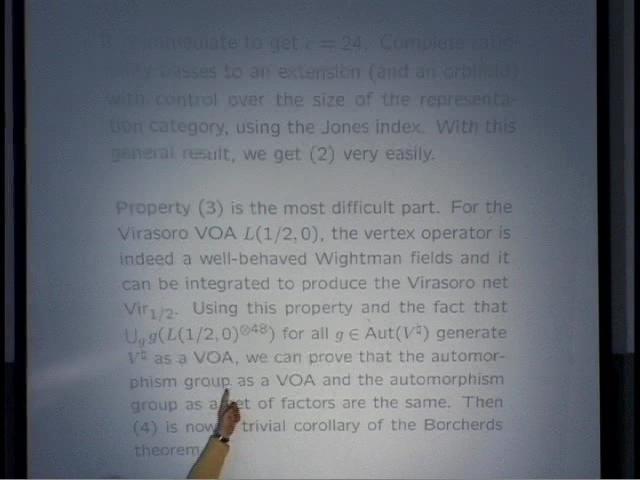 immediate to get c = 24. Complete
passes to an extension (and an orbifold)
with control over the size of the representa-
tion category, using the Jones index. With this
general result, we get (2) very easily.
Property (3) is the most difficult part. For the
Virasoro VOA L(1/2, 0), the vertex operator is
indeed a well-behaved Wightman fields and it
can be integrated to produce the Virasoro net
Vir₁/₂. Using this property and the fact that
⋃_g g(L(1/2, 0)^⊗48) for all g ∈ Aut(V^♮) generate
V^♮ as a VOA, we can prove that the automor-
phism group as a VOA and the automorphism
group as a net of factors are the same. Then
(4) is now trivial corollary of the Borcherds
theorem